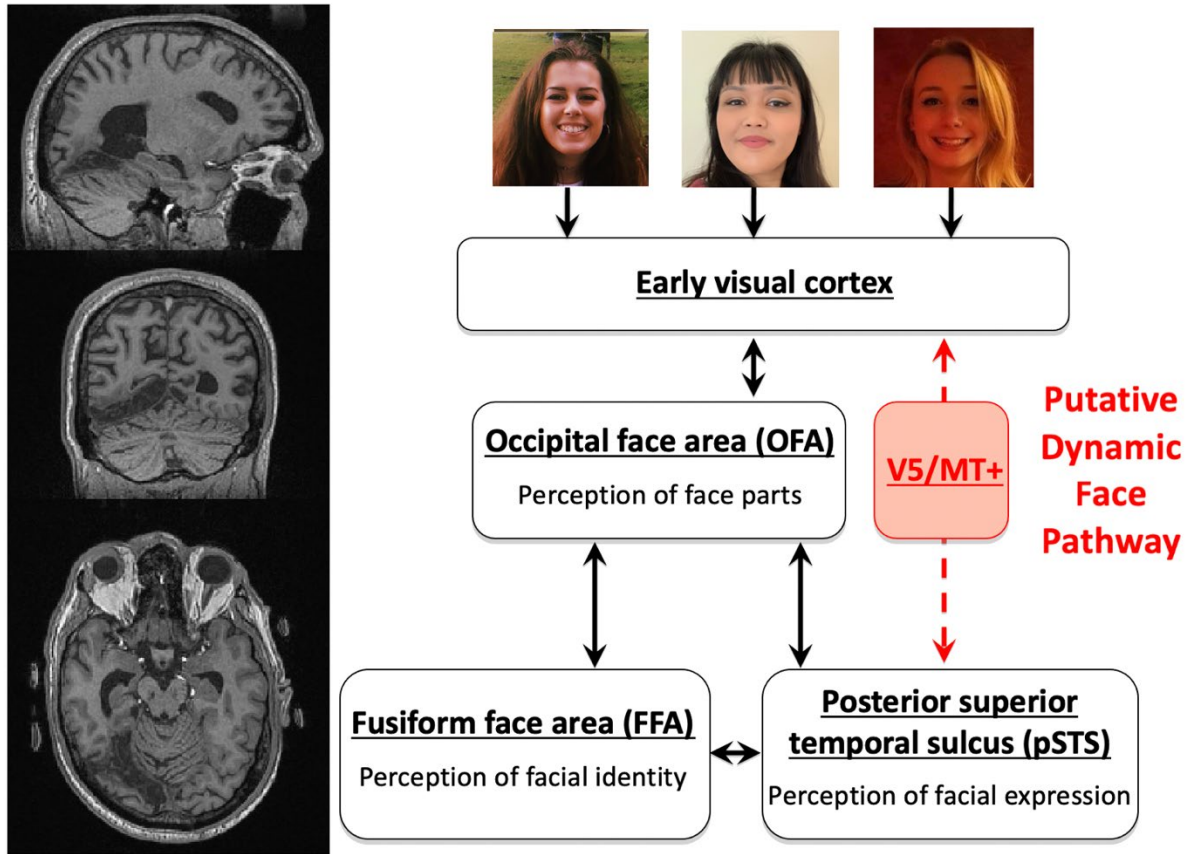 Early visual cortex
Occipital face area (OFA)
Perception of face parts
V5/MT+
Putative
Dynamic
Face
Pathway
Fusiform face area (FFA)
Perception of facial identity
Posterior superior
temporal sulcus (pSTS)
Perception of facial expression